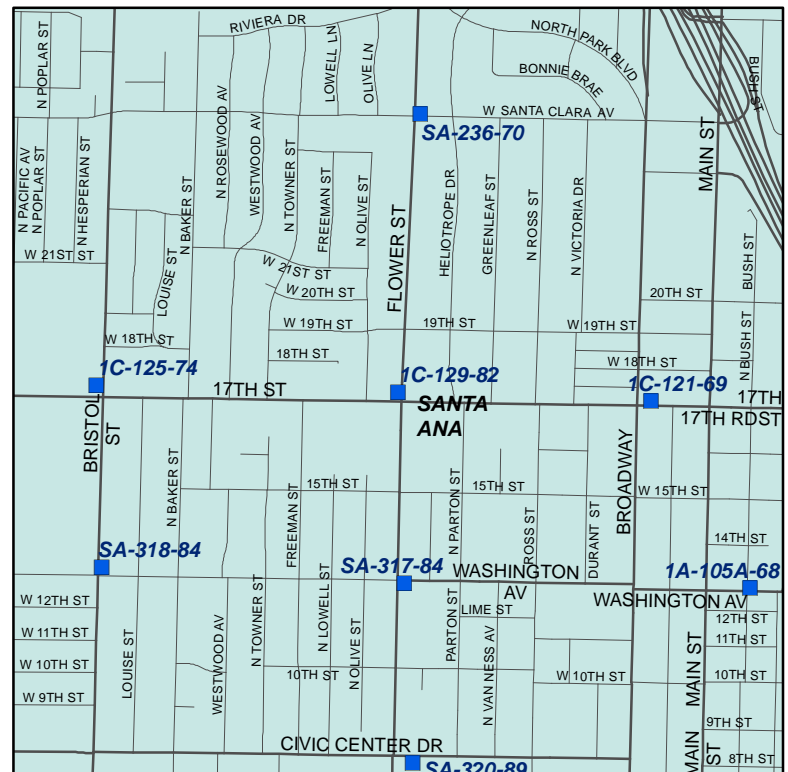 RIVERA DR
NORTH PARK BLVD
N POPLAR ST
LOWELL LN
OLIVE LN
BONNIE BRAE
BUSH ST
W SANTA CLARA AV
SA-236-70
MAIN ST
N ROSEWOOD AV
WESTWOOD AV
N PACIFIC AV
N POPLAR ST
N HESPERIAN ST
N BAKER ST
N TOWNER ST
FREEMAN ST
N OLIVE ST
FLOWER ST
HELIOTROPE DR
GREENLEAF ST
N ROSS ST
N VICTORIA DR
BUSH ST
W 21ST ST
LOUISE ST
W 21ST ST
W 20TH ST
20TH ST
W 19TH ST
19TH ST
W 19TH ST
W 18TH ST
18TH ST
W 18TH ST
N BUSH ST
1C-125-74
1C-129-82
1C-121-69
17TH ST
SANTA
ANA
17TH
17TH RDST
BRISTOL
ST
BROADWAY
N BAKER ST
FREEMAN ST
15TH ST
N PARTON ST
15TH ST
W 15TH ST
ROSS ST
DURANT ST
14TH ST
SA-318-84
SA-317-84
WASHINGTON
AV
1A-105A-68
WASHINGTON AV
W 12TH ST
LIME ST
12TH ST
W 11TH ST
11TH ST
W 10TH ST
10TH ST
W 10TH ST
10TH ST
W 9TH ST
LOUISE ST
WESTWOOD AV
N TOWNER ST
N LOWELL ST
N OLIVE ST
PARTON ST
N VAN NESS AV
MAIN ST
9TH ST
CIVIC CENTER DR
MAIN
ST
8TH ST
SA-320-89